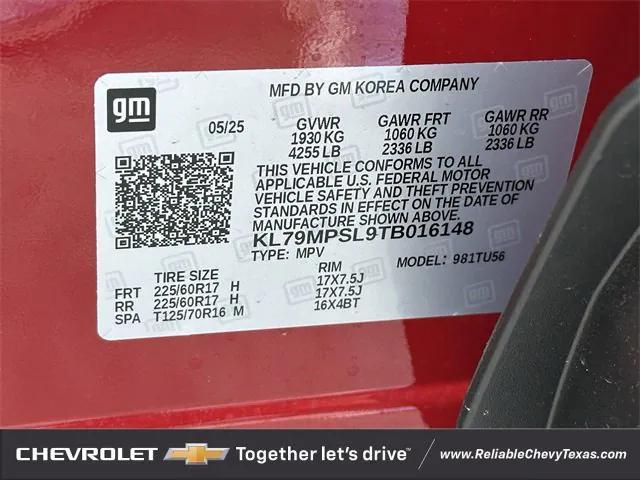 MFD BY GM KOREA COMPANY
gm
05/25 GVWR GAWR FRT GAWR RR
1930 KG 1060 KG 1060 KG
4255 LB 2336 LB 2336 LB
THIS VEHICLE CONFORMS TO ALL
APPLICABLE U.S. FEDERAL MOTOR
VEHICLE SAFETY AND THEFT PREVENTION
STANDARDS IN EFFECT ON THE DATE OF
MANUFACTURE SHOWN ABOVE.
KL79MPSL9TB016148
TYPE: MPV MODEL: 981TU56
TIRE SIZE RIM
FRT 225/60R17 H 17X7.5J
RR 225/60R17 H 17X7.5J
SPA T125/70R16 M 16X4BT
CHEVROLET Together let's drive™ www.ReliableChevyTexas.com